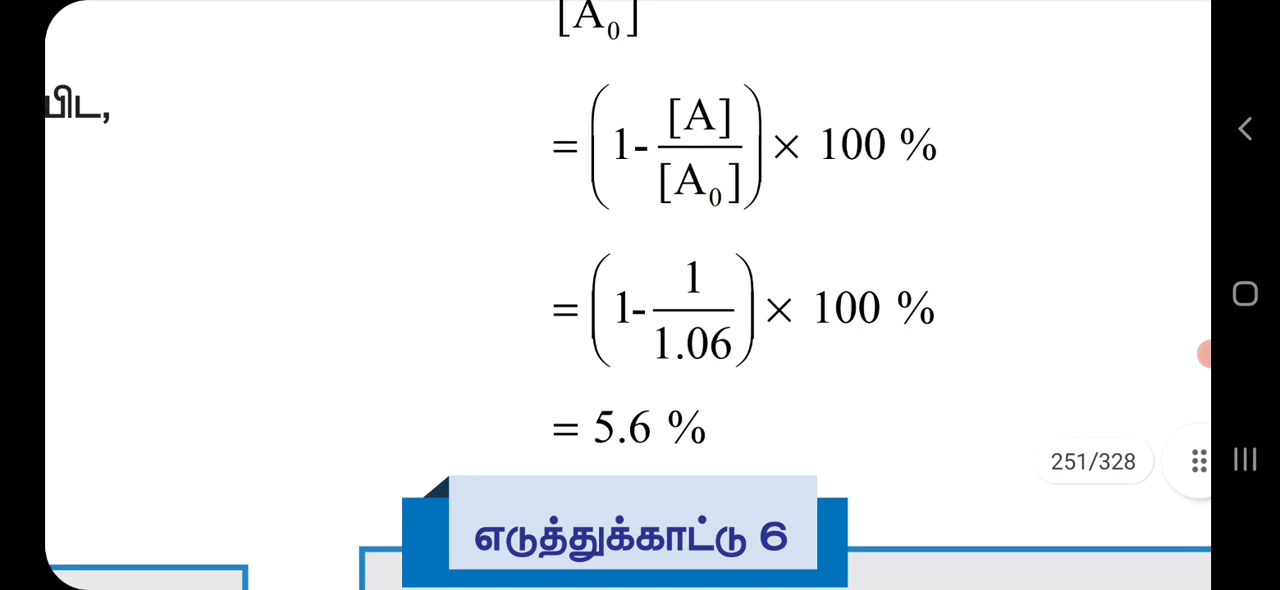 [A₀]
யிட,
= (1- [A]/[A₀]) × 100 %
= (1- 1/1.06) × 100 %
= 5.6 %
251/328
எடுத்துக்காட்டு 6